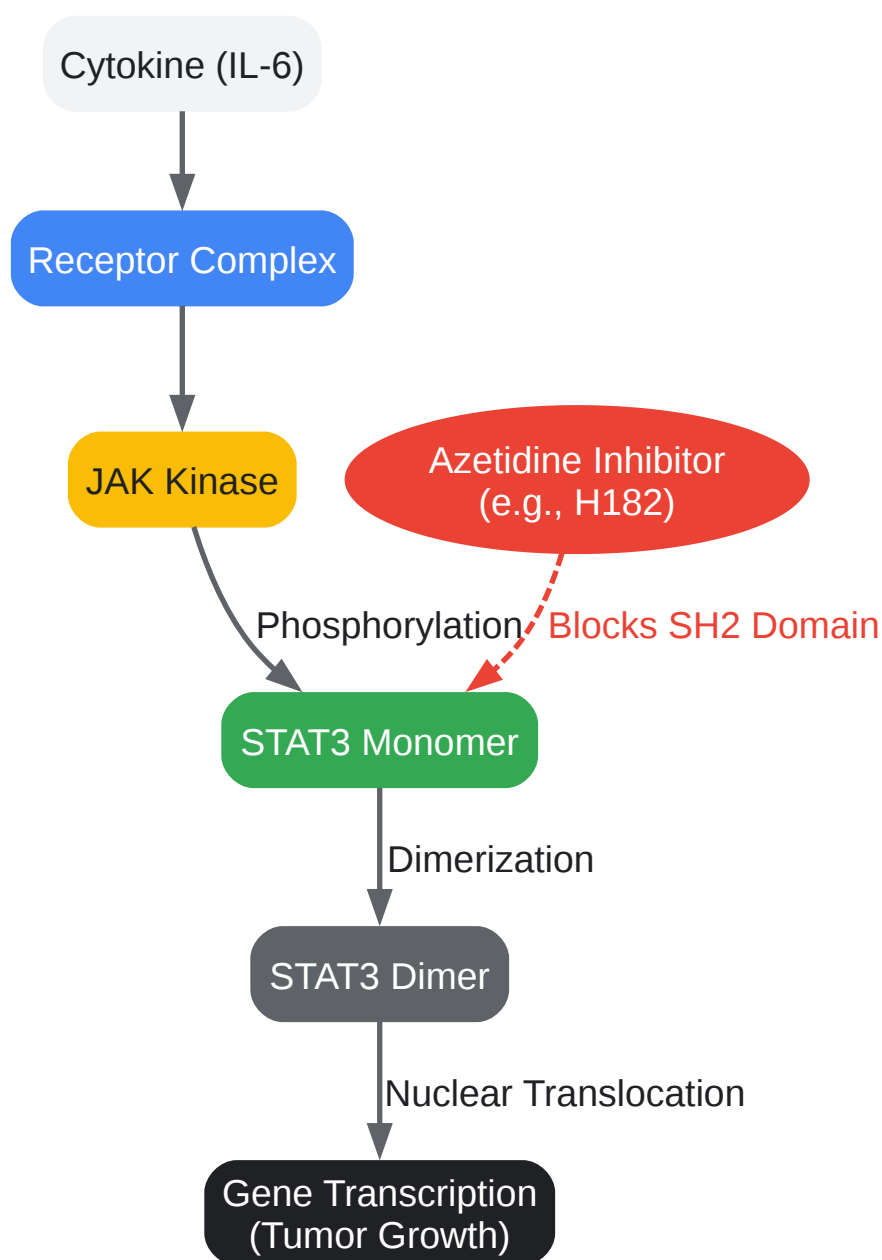 Cytokine (IL-6)
Receptor Complex
JAK Kinase
Azetidine Inhibitor
(e.g., H182)
Phosphorylation
Blocks SH2 Domain
STAT3 Monomer
Dimerization
STAT3 Dimer
Nuclear Translocation
Gene Transcription
(Tumor Growth)